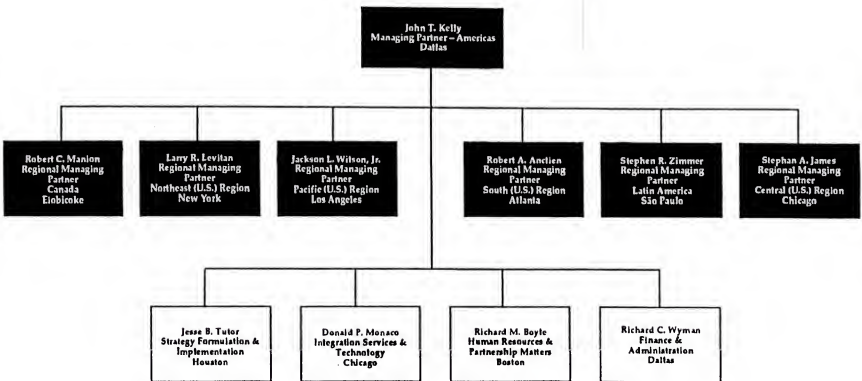 John T. Kelly
Managing Partner – Americas
Dallas
Robert C. Manion
Regional Managing
Partner
Canada
Etobicoke
Larry R. Levitan
Regional Managing
Partner
Northeast (U.S.) Region
New York
Jackson L. Wilson, Jr.
Regional Managing
Partner
Pacific (U.S.) Region
Los Angeles
Robert A. Anclien
Regional Managing
Partner
South (U.S.) Region
Atlanta
Stephen R. Zimmer
Regional Managing
Partner
Latin America
São Paulo
Stephan A. James
Regional Managing
Partner
Central (U.S.) Region
Chicago
Jesse B. Tutor
Strategy Formulation &
Implementation
Houston
Donald P. Monaco
Integration Services &
Technology
Chicago
Richard M. Boyle
Human Resources &
Partnership Matters
Boston
Richard C. Wyman
Finance &
Administration
Dallas